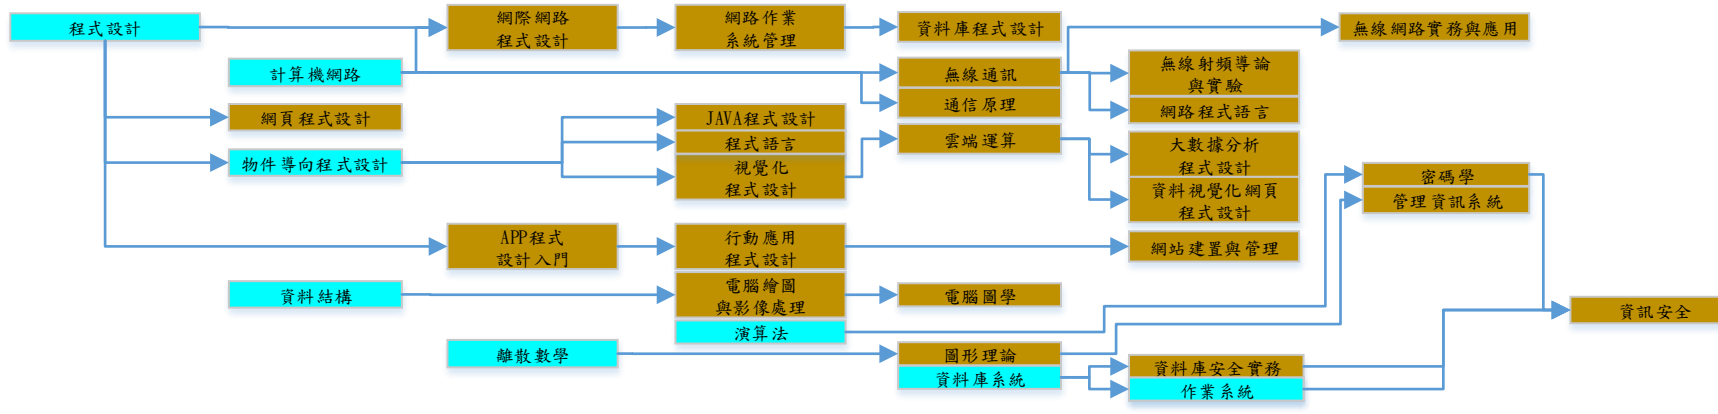 程式設計
網際網路
程式設計
網路作業
系統管理
資料庫程式設計
無線網路實務與應用
計算機網路
無線通訊
無線射頻導論
與實驗
通信原理
網路程式語言
網頁程式設計
JAVA程式設計
程式語言
雲端運算
大數據分析
程式設計
物件導向程式設計
視覺化
程式設計
密碼學
資料視覺化網頁
程式設計
管理資訊系統
APP程式
設計入門
行動應用
程式設計
網站建置與管理
資料結構
電腦繪圖
與影像處理
電腦圖學
資訊安全
演算法
離散數學
圖形理論
資料庫安全實務
資料庫系統
作業系統